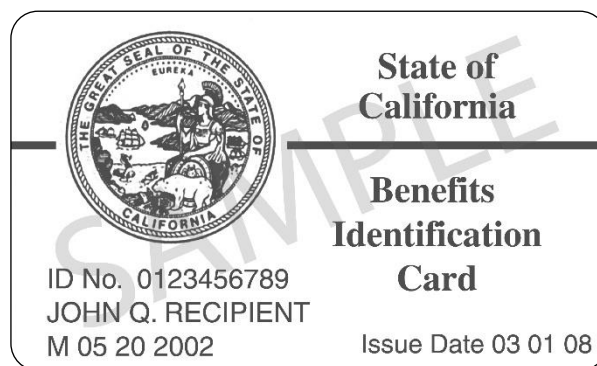 THE GREAT SEAL OF THE STATE OF CALIFORNIA
EUREKA
State of
California
Benefits
Identification
Card
SAMPLE
ID No. 0123456789
JOHN Q. RECIPIENT
M 05 20 2002
Issue Date 03 01 08